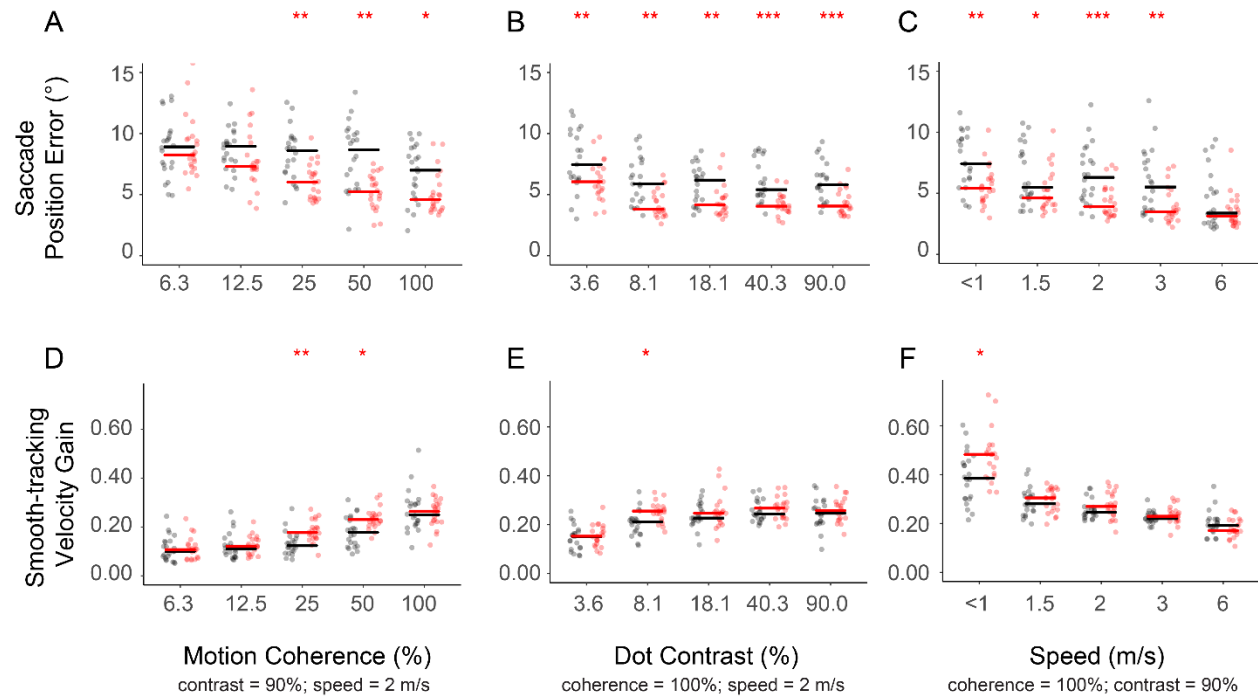 A ** ** *
B ** ** ** *** ***
C ** * *** **
Saccade
Position Error (°)
15
10
5
0
6.3 12.5 25 50 100
15
10
5
0
3.6 8.1 18.1 40.3 90.0
15
10
5
0
<1 1.5 2 3 6
D ** *
E *
F *
Smooth-tracking
Velocity Gain
0.60
0.40
0.20
0.00
6.3 12.5 25 50 100
0.60
0.40
0.20
0.00
3.6 8.1 18.1 40.3 90.0
0.60
0.40
0.20
0.00
<1 1.5 2 3 6
Motion Coherence (%)
contrast = 90%; speed = 2 m/s
Dot Contrast (%)
coherence = 100%; speed = 2 m/s
Speed (m/s)
coherence = 100%; contrast = 90%